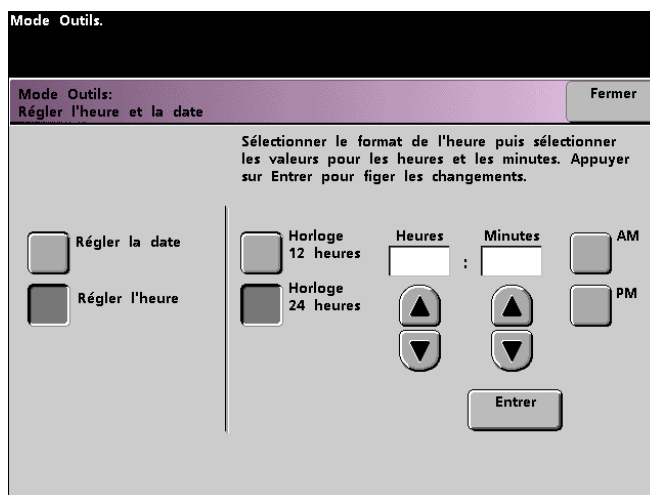 Mode Outils.
Mode Outils:
Régler l'heure et la date
Fermer
Sélectionner le format de l'heure puis sélectionner
les valeurs pour les heures et les minutes. Appuyer
sur Entrer pour figer les changements.
Régler la date
Régler l'heure
Horloge
12 heures
Horloge
24 heures
Heures
Minutes
:
AM
PM
Entrer